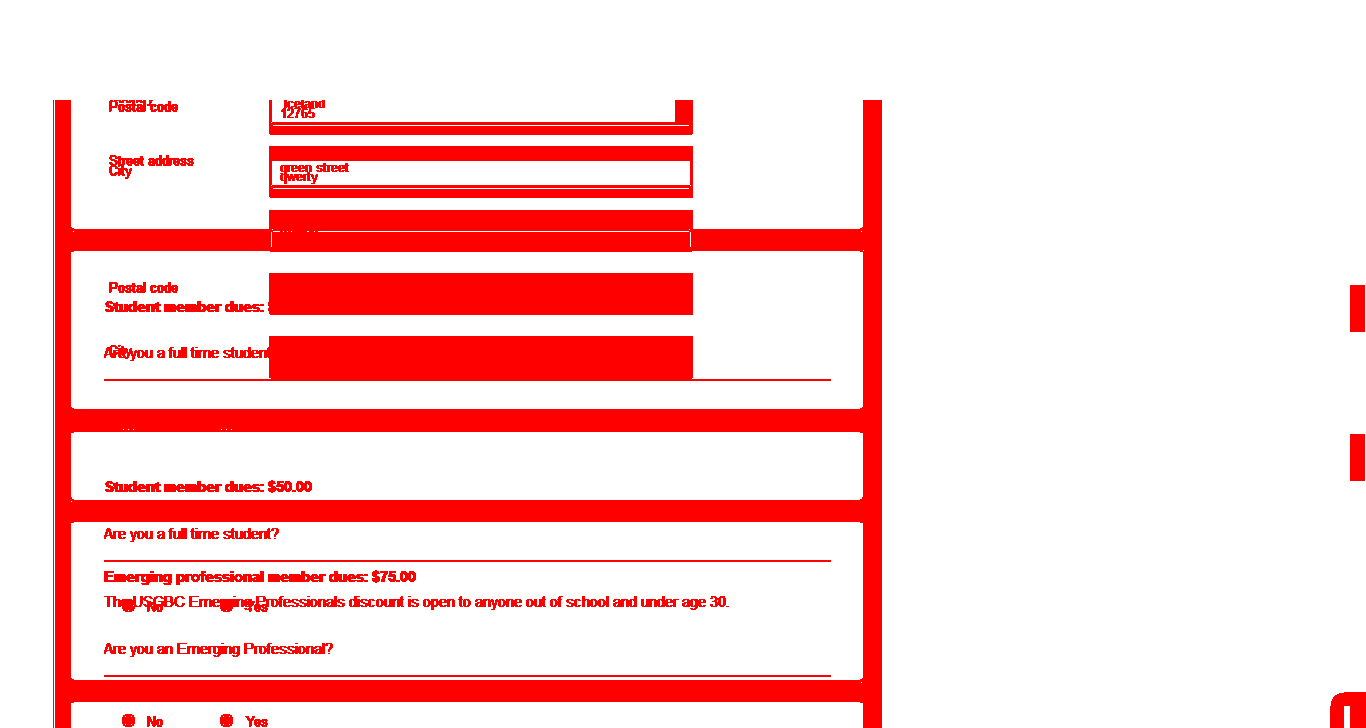 Postal code
Iceland
12765
Street address
City
green street
qwerty
Postal code
Student member dues:
City
Are you a full time student
Student member dues: $50.00
Are you a full time student?
Emerging professional member dues: $75.00
The USGBC Emerging Professionals discount is open to anyone out of school and under age 30.
No Yes
Are you an Emerging Professional?
No Yes